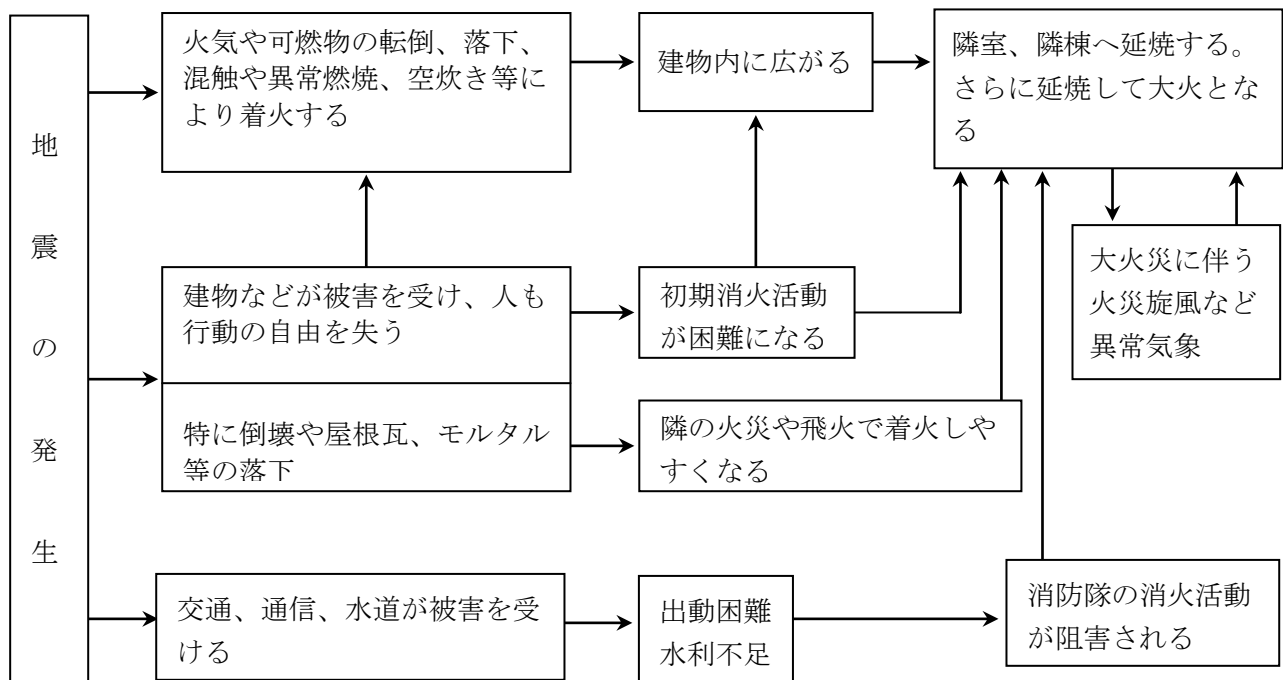 地震の発生
火気や可燃物の転倒、落下、
混触や異常燃焼、空炊き等に
より着火する
建物内に広がる
隣室、隣棟へ延焼する。
さらに延焼して大火とな
る
建物などが被害を受け、人も
行動の自由を失う
初期消火活動
が困難になる
大火災に伴う
火災旋風など
異常気象
特に倒壊や屋根瓦、モルタル
等の落下
隣の火災や飛火で着火しや
すくなる
交通、通信、水道が被害を受
ける
出動困難
水利不足
消防隊の消火活動
が阻害される